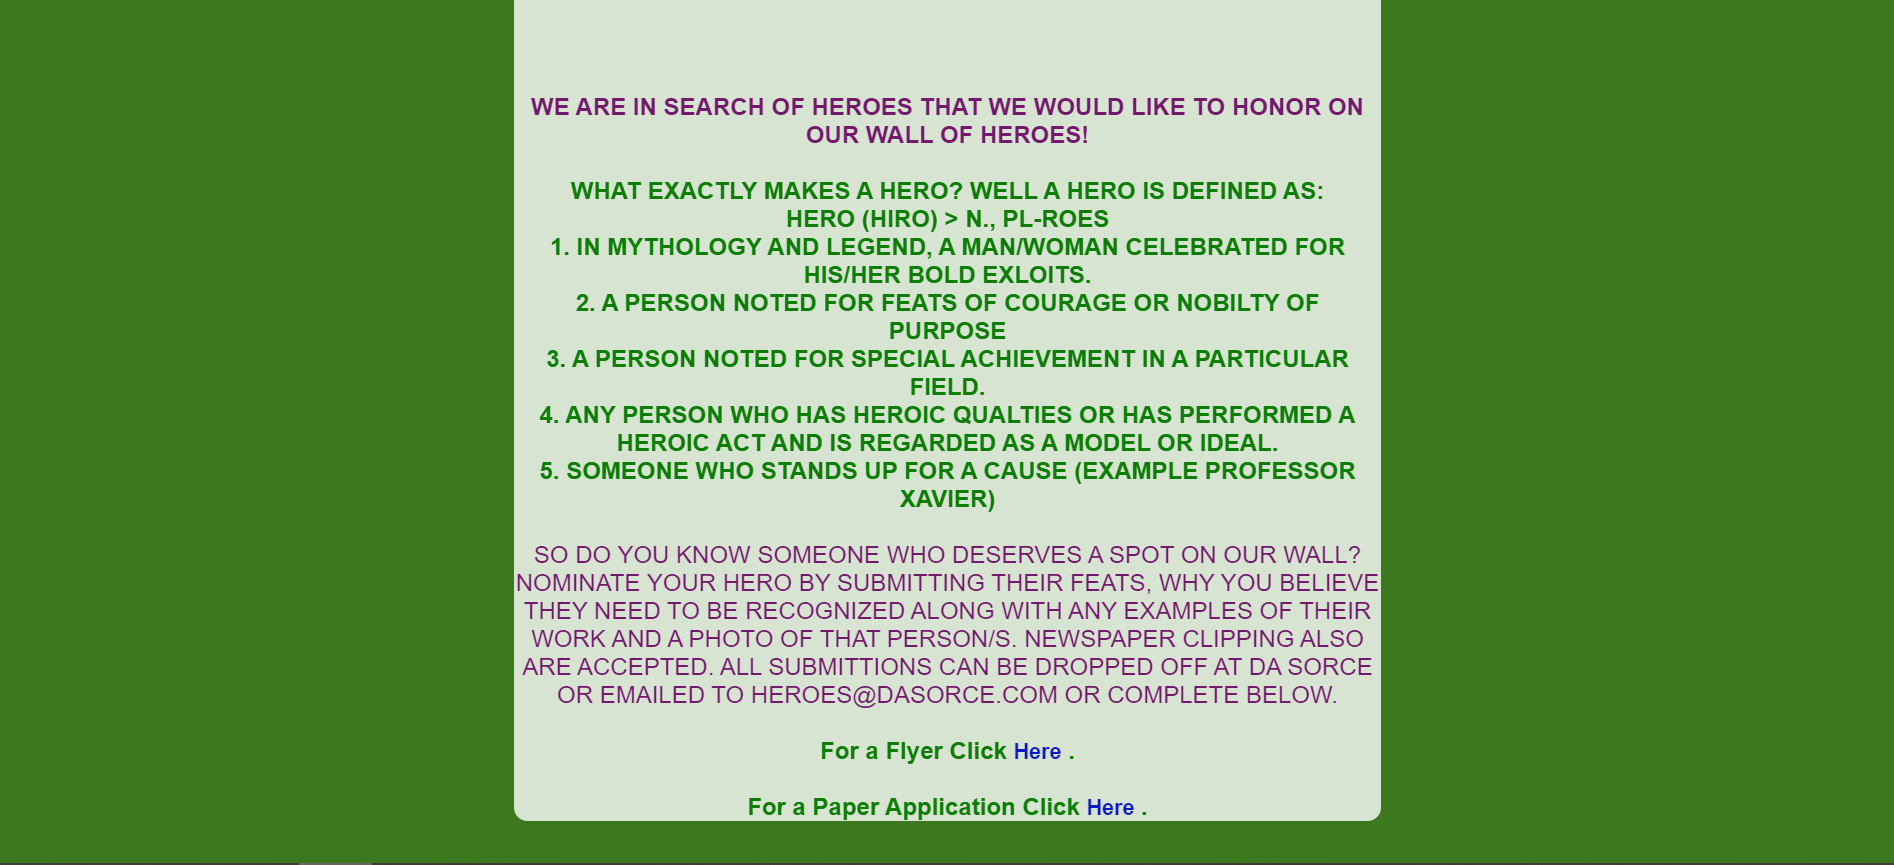 WE ARE IN SEARCH OF HEROES THAT WE WOULD LIKE TO HONOR ON
OUR WALL OF HEROES!
WHAT EXACTLY MAKES A HERO? WELL A HERO IS DEFINED AS:
HERO (HIRO) > N., PL-ROES
1. IN MYTHOLOGY AND LEGEND, A MAN/WOMAN CELEBRATED FOR
HIS/HER BOLD EXLOITS.
2. A PERSON NOTED FOR FEATS OF COURAGE OR NOBILTY OF
PURPOSE
3. A PERSON NOTED FOR SPECIAL ACHIEVEMENT IN A PARTICULAR
FIELD.
4. ANY PERSON WHO HAS HEROIC QUALTIES OR HAS PERFORMED A
HEROIC ACT AND IS REGARDED AS A MODEL OR IDEAL.
5. SOMEONE WHO STANDS UP FOR A CAUSE (EXAMPLE PROFESSOR
XAVIER)
SO DO YOU KNOW SOMEONE WHO DESERVES A SPOT ON OUR WALL?
NOMINATE YOUR HERO BY SUBMITTING THEIR FEATS, WHY YOU BELIEVE
THEY NEED TO BE RECOGNIZED ALONG WITH ANY EXAMPLES OF THEIR
WORK AND A PHOTO OF THAT PERSON/S. NEWSPAPER CLIPPING ALSO
ARE ACCEPTED. ALL SUBMITTIONS CAN BE DROPPED OFF AT DA SORCE
OR EMAILED TO HEROES@DASORCE.COM OR COMPLETE BELOW.
For a Flyer Click Here .
For a Paper Application Click Here .